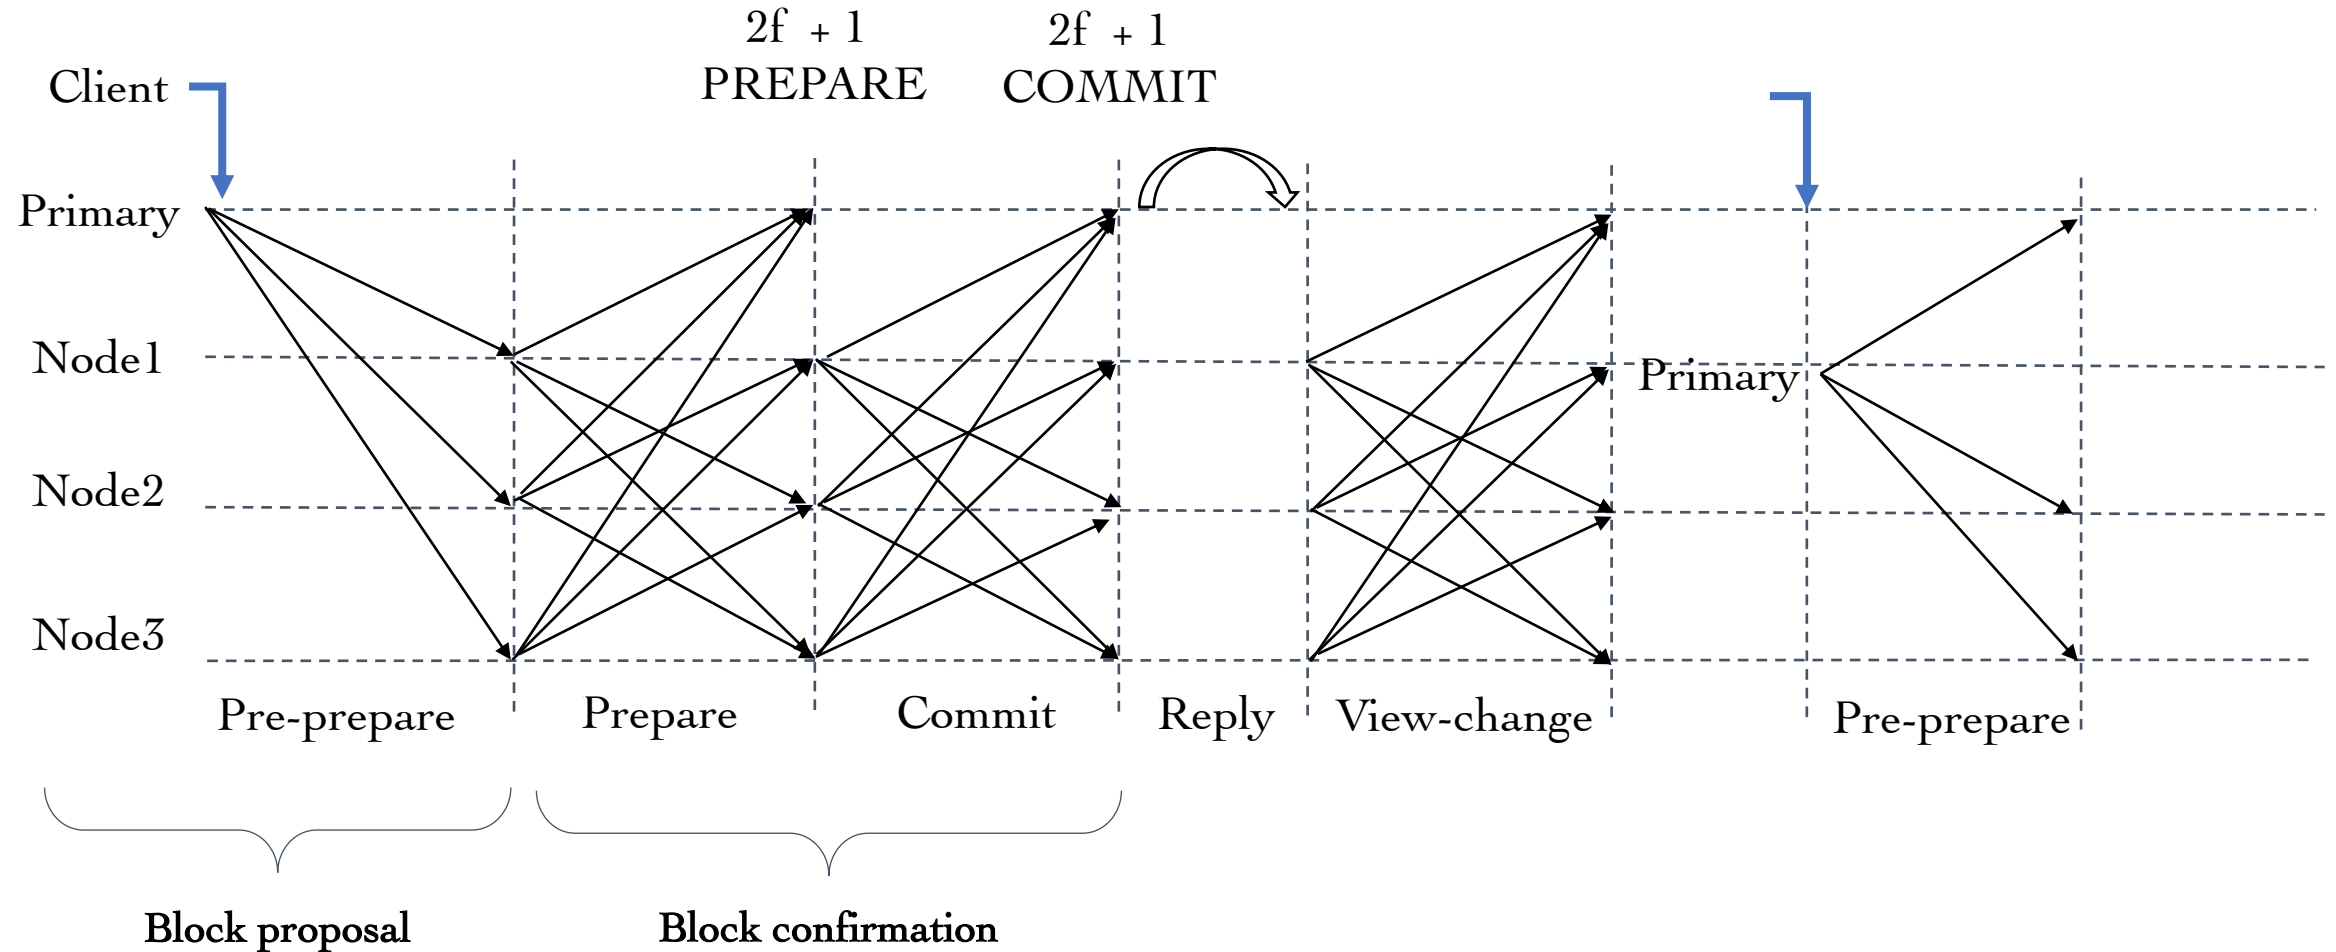 2f + 1
PREPARE
2f + 1
COMMIT
Client
Primary
Node1
Primary
Node2
Node3
Pre-prepare
Prepare
Commit
Reply
View-change
Pre-prepare
Block proposal
Block confirmation